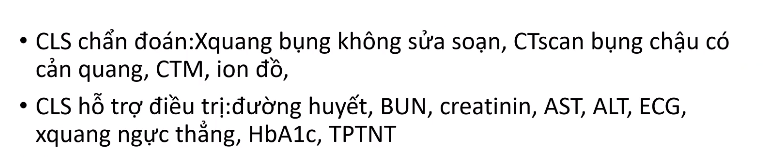 • CLS chẩn đoán:Xquang bụng không sửa soạn, CTscan bụng chậu có
cản quang, CTM, ion đồ,
• CLS hỗ trợ điều trị:đường huyết, BUN, creatinin, AST, ALT, ECG,
xquang ngực thẳng, HbA1c, TPTNT